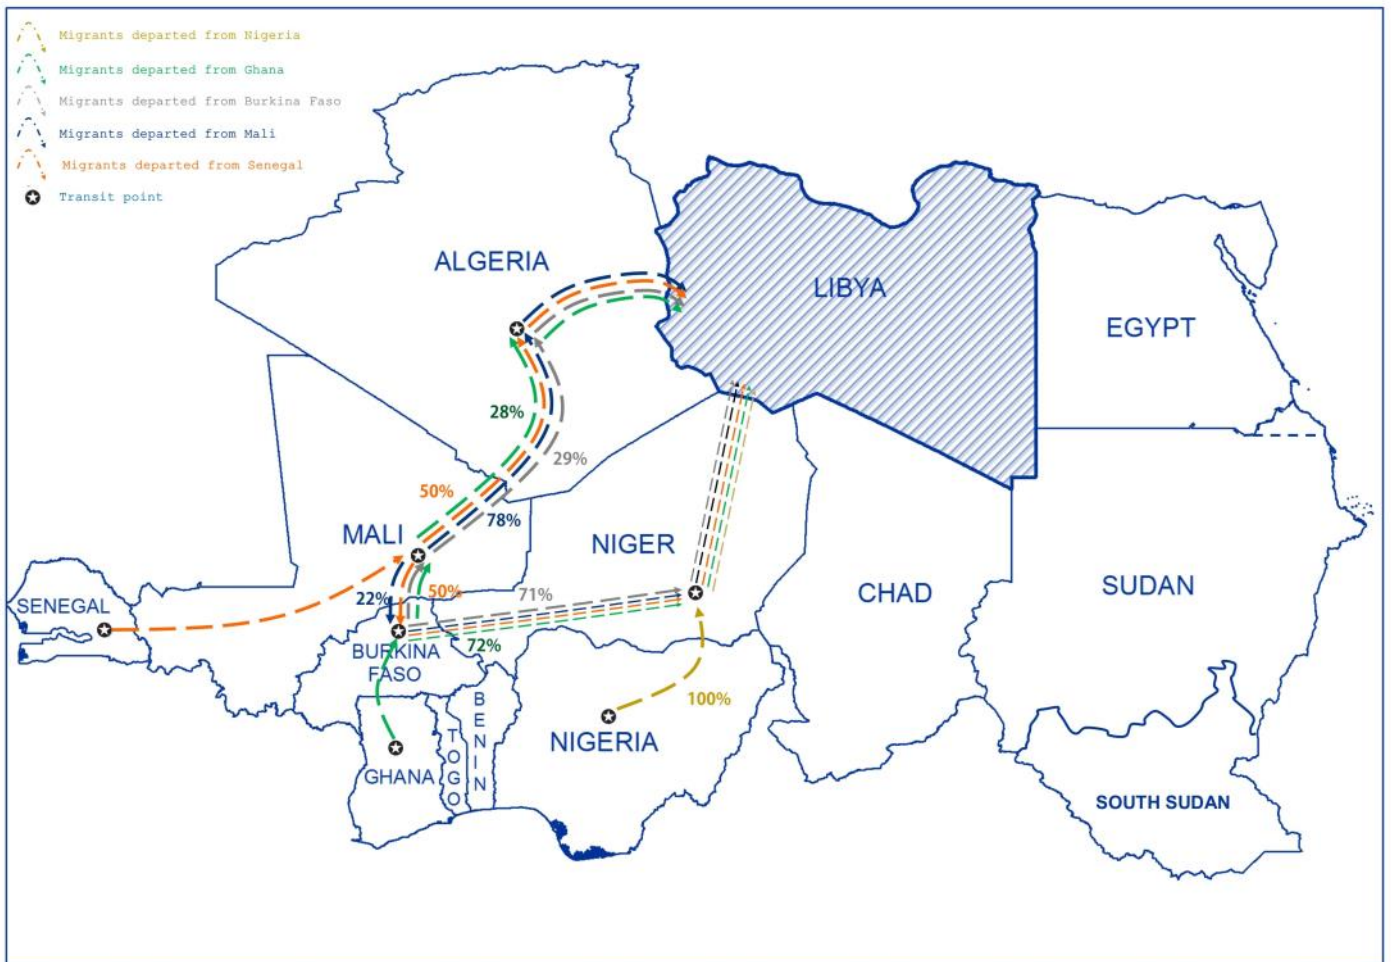 Migrants departed from Nigeria
Migrants departed from Ghana
Migrants departed from Burkina Faso
Migrants departed from Mali
Migrants departed from Senegal
Transit point
ALGERIA
LIBYA
EGYPT
28%
29%
50%
78%
MALI
NIGER
CHAD
SUDAN
SENEGAL
22%
50%
71%
72%
BURKINA
FASO
100%
BENIN
TOGO
NIGERIA
GHANA
SOUTH SUDAN